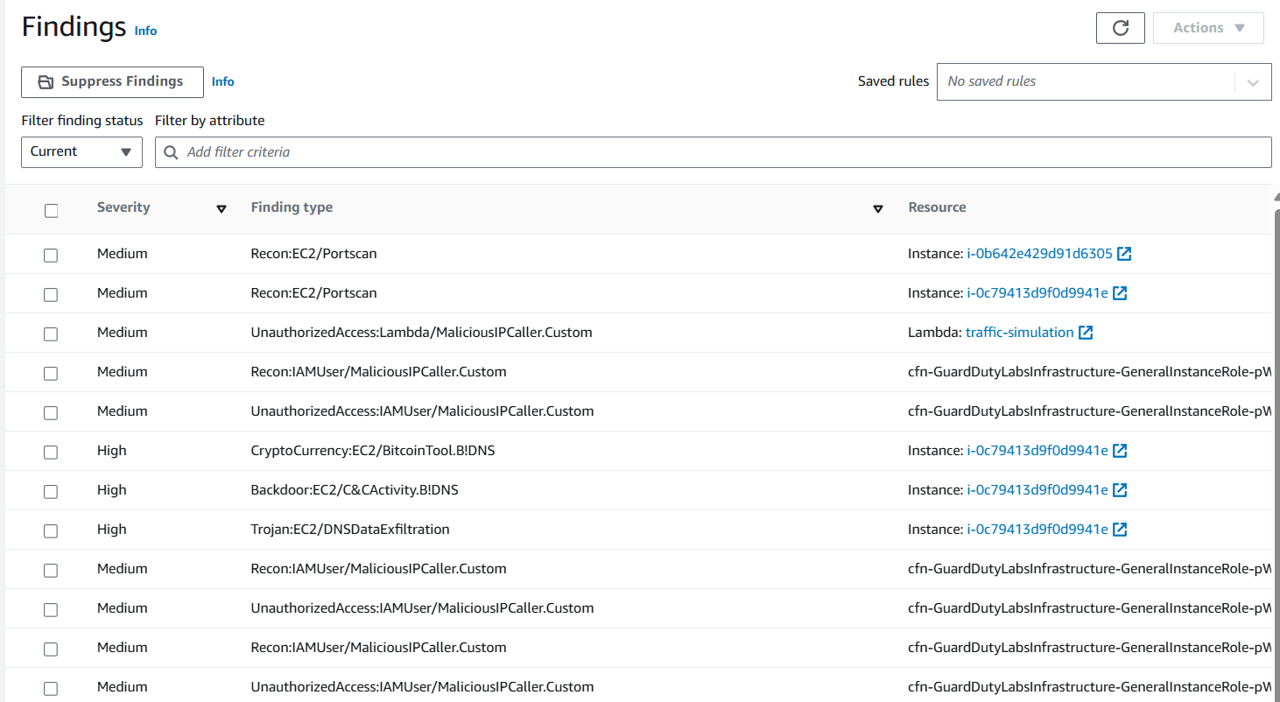 Findings Info
Actions
Suppress Findings Info Saved rules No saved rules
Filter finding status Filter by attribute
Current Add filter criteria
Severity Finding type Resource
Medium Recon:EC2/Portscan Instance: i-0b642e429d91d6305
Medium Recon:EC2/Portscan Instance: i-0c79413d9f0d9941e
Medium UnauthorizedAccess:Lambda/MaliciousIPCaller.Custom Lambda: traffic-simulation
Medium Recon:IAMUser/MaliciousIPCaller.Custom cfn-GuardDutyLabsInfrastructure-GeneralInstanceRole-pW
Medium UnauthorizedAccess:IAMUser/MaliciousIPCaller.Custom cfn-GuardDutyLabsInfrastructure-GeneralInstanceRole-pW
High CryptoCurrency:EC2/BitcoinTool.B!DNS Instance: i-0c79413d9f0d9941e
High Backdoor:EC2/C&CActivity.B!DNS Instance: i-0c79413d9f0d9941e
High Trojan:EC2/DNSDataExfiltration Instance: i-0c79413d9f0d9941e
Medium Recon:IAMUser/MaliciousIPCaller.Custom cfn-GuardDutyLabsInfrastructure-GeneralInstanceRole-pW
Medium UnauthorizedAccess:IAMUser/MaliciousIPCaller.Custom cfn-GuardDutyLabsInfrastructure-GeneralInstanceRole-pW
Medium Recon:IAMUser/MaliciousIPCaller.Custom cfn-GuardDutyLabsInfrastructure-GeneralInstanceRole-pW
Medium UnauthorizedAccess:IAMUser/MaliciousIPCaller.Custom cfn-GuardDutyLabsInfrastructure-GeneralInstanceRole-pW